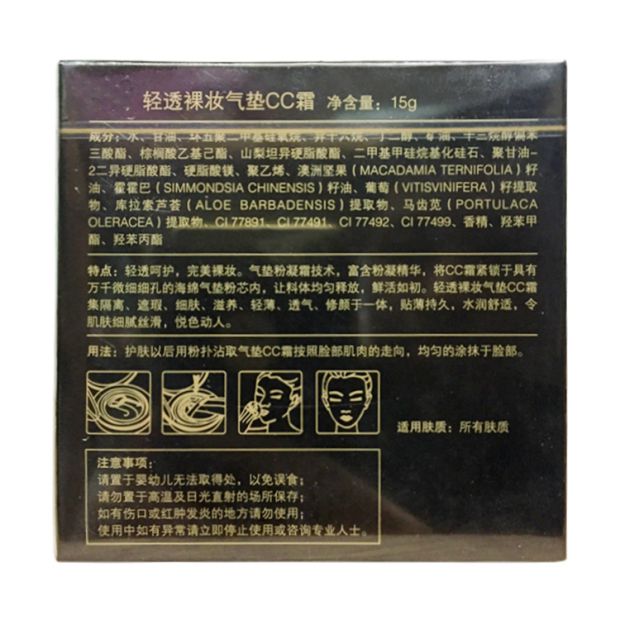 轻透裸妆气垫CC霜 净含量：15g
成分：水、甘油、环五聚二甲基硅氧烷、异十六烷、丁二醇、矿油、十三烷醇偏苯
三酸酯、棕榈酸乙基己酯、山梨坦异硬脂酸酯、二甲基甲硅烷基化硅石、聚甘油-
2二异硬脂酸酯、硬脂酸镁、聚乙烯、澳洲坚果(MACADAMIA TERNIFOLIA)籽
油、霍霍巴(SIMMONDSIA CHINENSIS)籽油、葡萄(VITISVINIFERA)籽提取
物、库拉索芦荟(ALOE BARBADENSIS)提取物、马齿苋(PORTULACA
OLERACEA)提取物、CI 77891、CI 77491、CI 77492、CI 77499、香精、羟苯甲
酯、羟苯丙酯
特点：轻透呵护，完美裸妆。气垫粉凝霜技术，富含粉凝精华，将CC霜紧锁于具有
万千微细细孔的海绵气垫粉芯内，让料体均匀释放，鲜活如初。轻透裸妆气垫CC霜
集隔离、遮瑕、细肤、滋养、轻薄、透气、修颜于一体，贴薄持久，水润舒适，令
肌肤细腻丝滑，悦色动人。
用法：护肤以后用粉扑沾取气垫CC霜按照脸部肌肉的走向，均匀的涂抹于脸部。
适用肤质：所有肤质
注意事项：
请置于婴幼儿无法取得处，以免误食；
请勿置于高温及日光直射的场所保存；
如有伤口或红肿发炎的地方请勿使用；
使用中如有异常请立即停止使用或咨询专业人士。